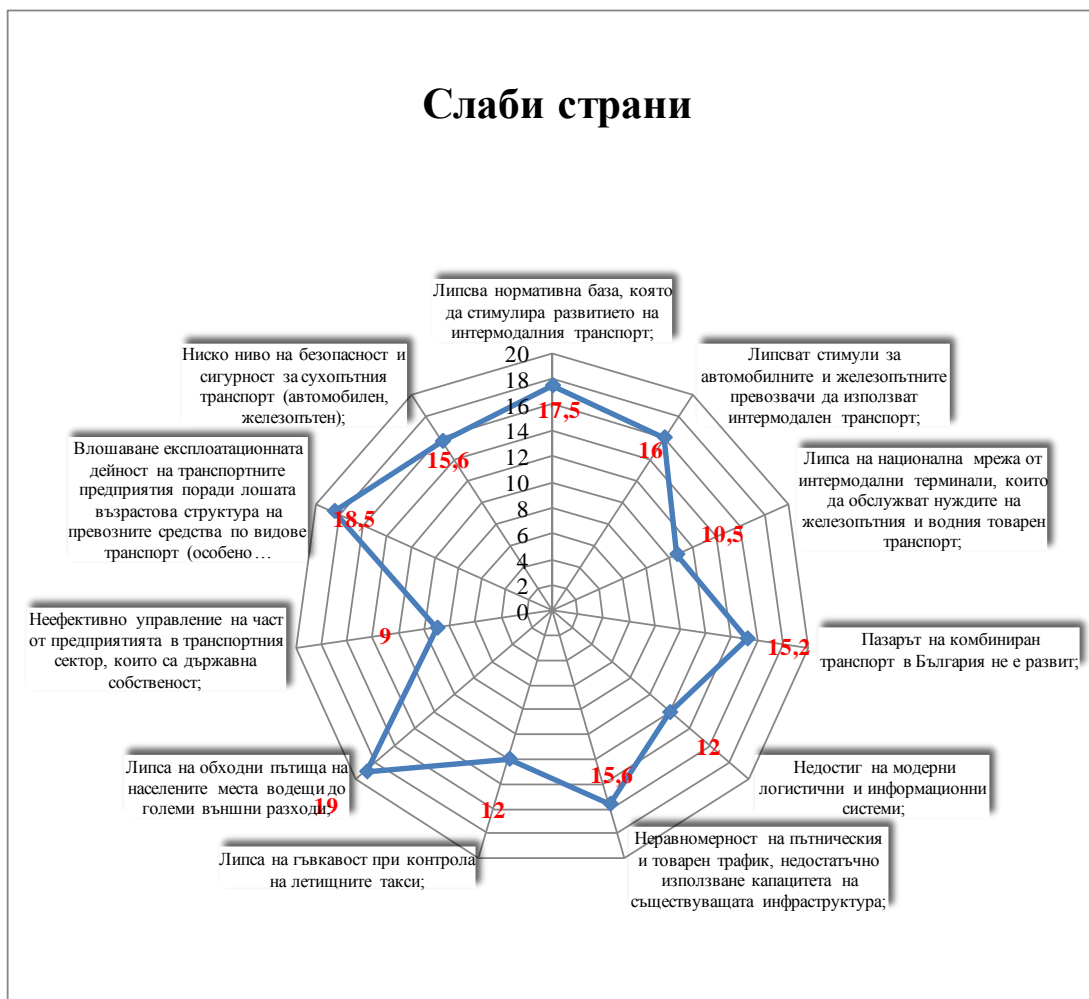 Слаби страни
Липсва нормативна база, която
да стимулира развитието на
интермодалния транспорт;
Липсват стимули за
автомобилните и железопътните
превозвачи да използват
интермодален транспорт;
Липса на национална мрежа от
интермодални терминали, които
да обслужват нуждите на
железопътния и водния товарен
транспорт;
Пазарът на комбиниран
транспорт в България не е развит;
Недостиг на модерни
логистични и информационни
системи;
Неравномерност на пътническия
и товарен трафик, недостатъчно
използване капацитета на
съществуващата инфраструктура;
Липса на гъвкавост при контрола
на летищните такси;
Липса на обходни пътища на
населените места водещи до
големи външни разходи;
Неефективно управление на част
от предприятията в транспортния
сектор, които са държавна
собственост;
Влошаване експлоатационната
дейност на транспортните
предприятия поради лошата
възрастова структура на
превозните средства по видове
транспорт (особено…
Ниско ниво на безопасност и
сигурност за сухопътния
транспорт (автомобилен,
железопътен);
20
18
16
14
12
10
8
6
4
2
0
17,5
16
10,5
15,2
12
15,6
12
19
9
18,5
15,6